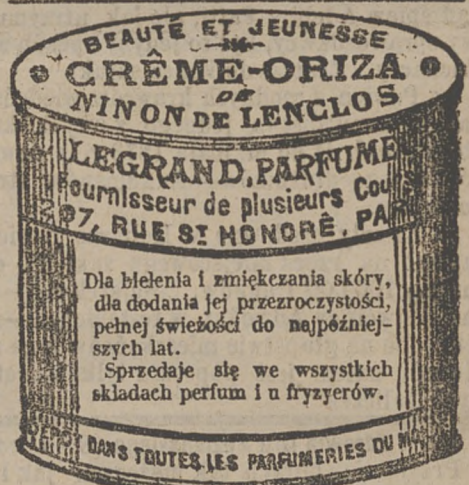 BEAUTÉ ET JEUNESSE
CRÊME-ORIZA
DE
NINON DE LENCLOS
LEGRAND, PARFUME
Fournisseur de plusieurs Cou
207, RUE ST HONORÉ, PA
Dla bielenia i zmiękczania skóry,
dla dodania jej przezroczystości,
pełnej świeżości do najpóźniej-
szych lat.
Sprzedaje się we wszystkich
składach perfum i u fryzyerów.
DANS TOUTES LES PARFUMERIES DU